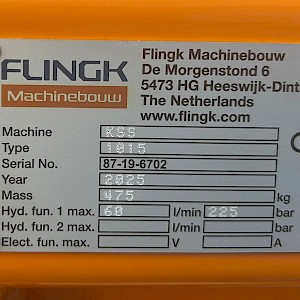 FLINGK
Machinebouw
Flingk Machinebouw
De Morgenstond 6
5473 HG Heeswijk-Dint
The Netherlands
www.flingk.com
Machine KSS
Type 1015
Serial No. 87-19-6702
Year 2025
Mass 475 kg
Hyd. fun. 1 max. 60 l/min 225 bar
Hyd. fun. 2 max. l/min bar
Elect. fun. max. V A